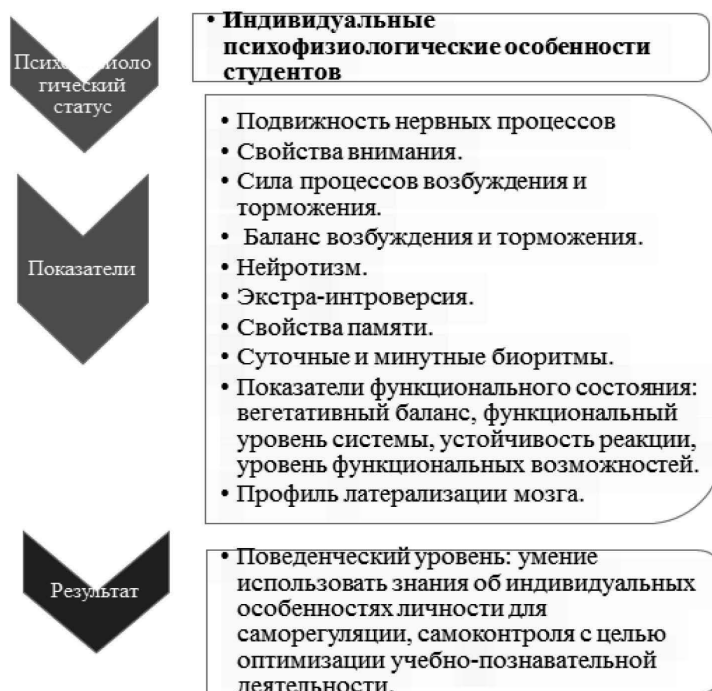 Психофизиоло
гический
статус
• Индивидуальные
психофизиологические особенности
студентов
Показатели
• Подвижность нервных процессов
• Свойства внимания.
• Сила процессов возбуждения и
торможения.
• Баланс возбуждения и торможения.
• Нейротизм.
• Экстра-интроверсия.
• Свойства памяти.
• Суточные и минутные биоритмы.
• Показатели функционального состояния:
вегетативный баланс, функциональный
уровень системы, устойчивость реакции,
уровень функциональных возможностей.
• Профиль латерализации мозга.
Результат
• Поведенческий уровень: умение
использовать знания об индивидуальных
особенностях личности для
саморегуляции, самоконтроля с целью
оптимизации учебно-познавательной
деятельности.